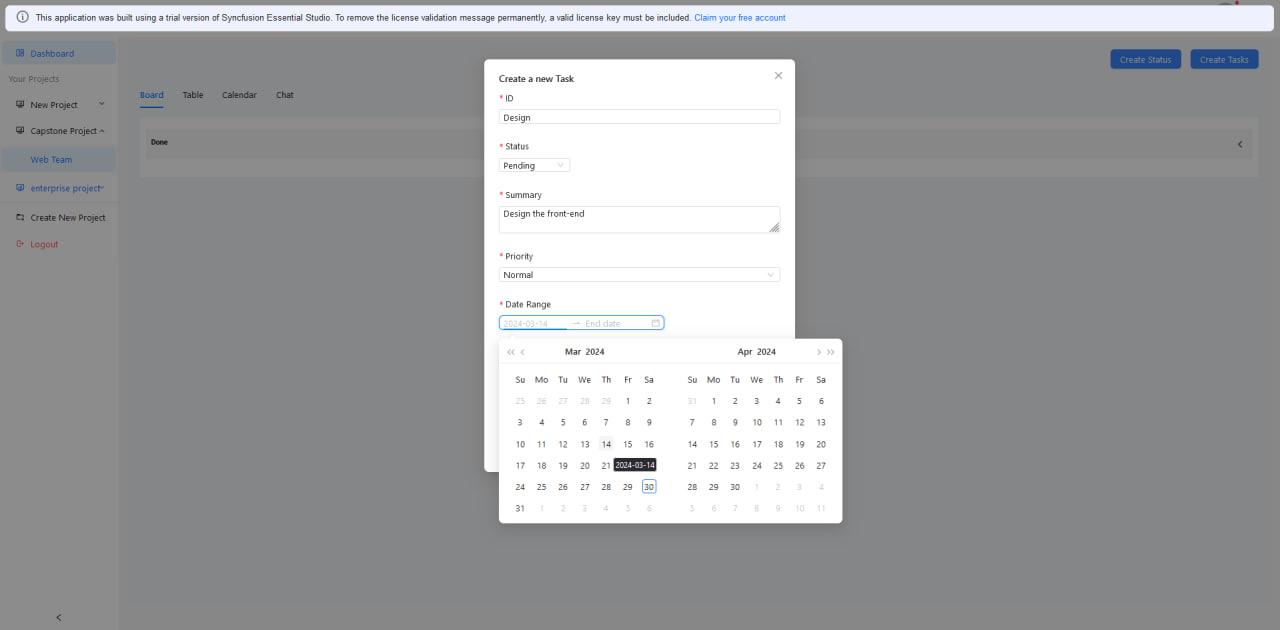 This application was built using a trial version of Syncfusion Essential Studio. To remove the license validation message permanently, a valid license key must be included. Claim your free account
Dashboard
Your Projects
New Project
Capstone Project
Web Team
enterprise project
Create New Project
Logout
Create Status
Create Tasks
Board Table Calendar Chat
Done
Create a new Task
* ID
Design
* Status
Pending
* Summary
Design the front-end
* Priority
Normal
* Date Range
2024-03-14 → End date
Mar 2024
Su Mo Tu We Th Fr Sa
25 26 27 28 29 1 2
3 4 5 6 7 8 9
10 11 12 13 14 15 16
17 18 19 20 21 2024-03-14
24 25 26 27 28 29 30
31 1 2 3 4 5 6
Apr 2024
Su Mo Tu We Th Fr Sa
31 1 2 3 4 5 6
7 8 9 10 11 12 13
14 15 16 17 18 19 20
21 22 23 24 25 26 27
28 29 30 1 2 3 4
5 6 7 8 9 10 11